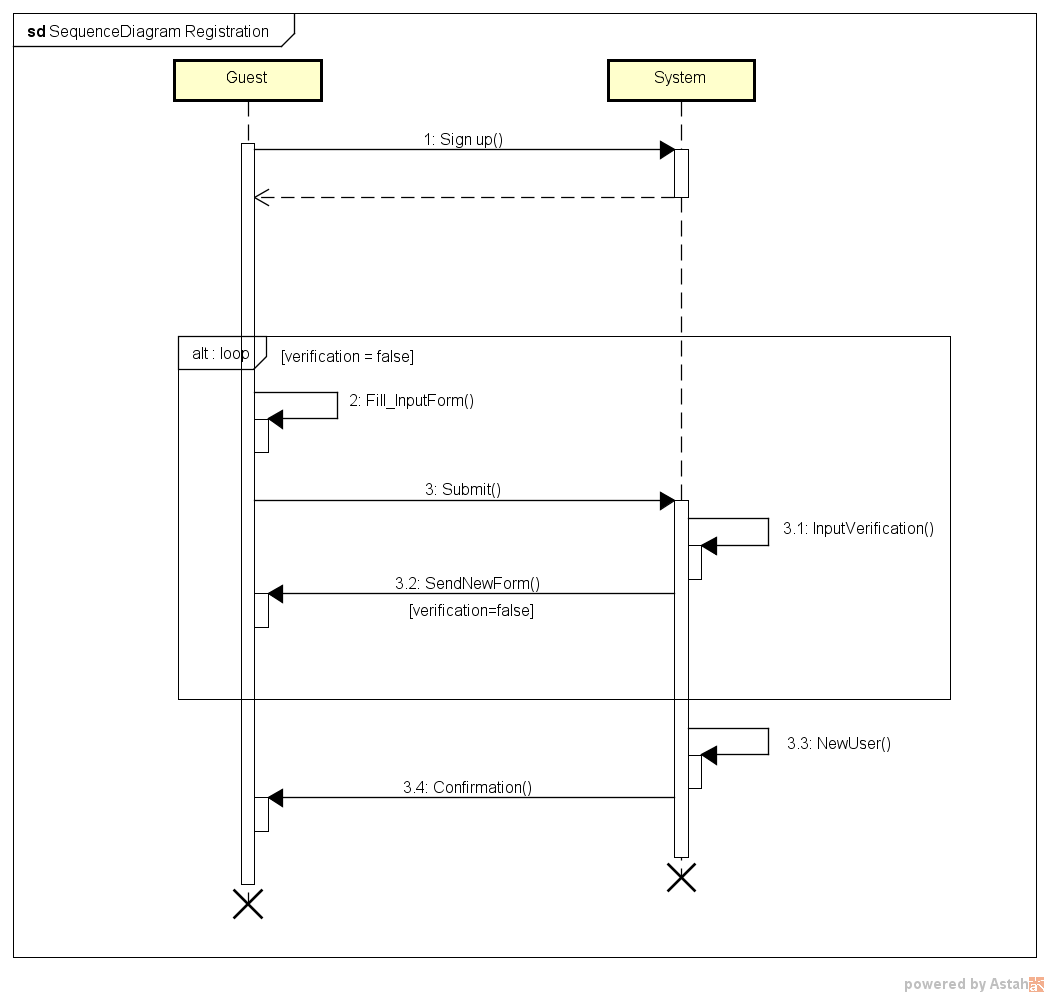 sd SequenceDiagram Registration
Guest
System
1: Sign up()
alt : loop
[verification = false]
2: Fill_InputForm()
3: Submit()
3.1: InputVerification()
3.2: SendNewForm()
[verification=false]
3.3: NewUser()
3.4: Confirmation()
powered by Astah